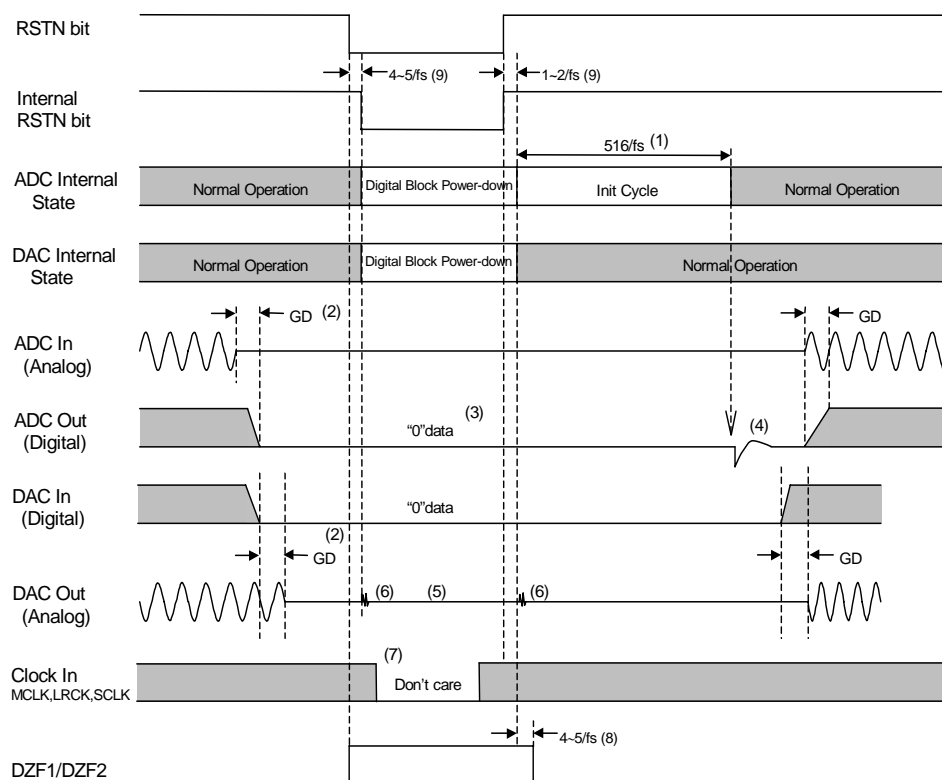 RSTN bit
4~5/fs (9)
1~2/fs (9)
Internal
RSTN bit
516/fs (1)
ADC Internal
State
Normal Operation
Digital Block Power-down
Init Cycle
Normal Operation
DAC Internal
State
Normal Operation
Digital Block Power-down
Normal Operation
GD (2)
GD
ADC In
(Analog)
ADC Out
(Digital)
“0”data (3)
(4)
DAC In
(Digital)
“0”data
(2)
GD
GD
DAC Out
(Analog)
(6)
(5)
(6)
Clock In
MCLK,LRCK,SCLK
(7)
Don’t care
4~5/fs (8)
DZF1/DZF2